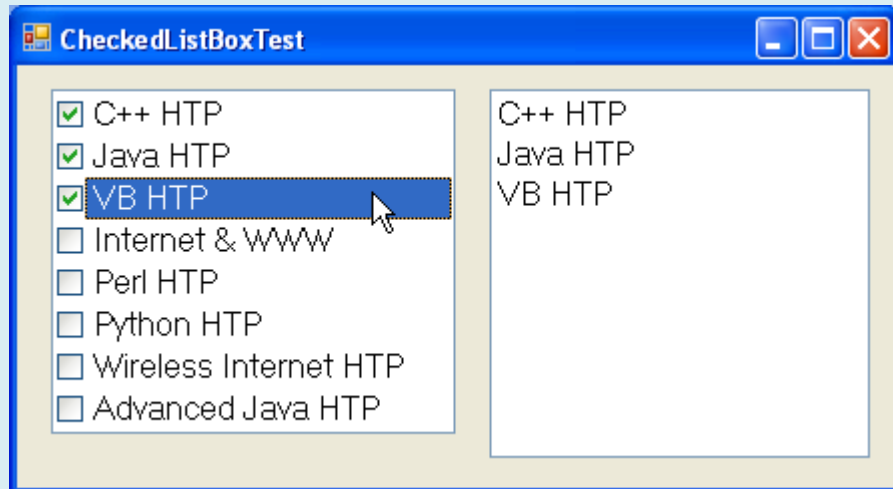 CheckedListBoxTest
C++ HTP
Java HTP
VB HTP
Internet & WWW
Perl HTP
Python HTP
Wireless Internet HTP
Advanced Java HTP
C++ HTP
Java HTP
VB HTP